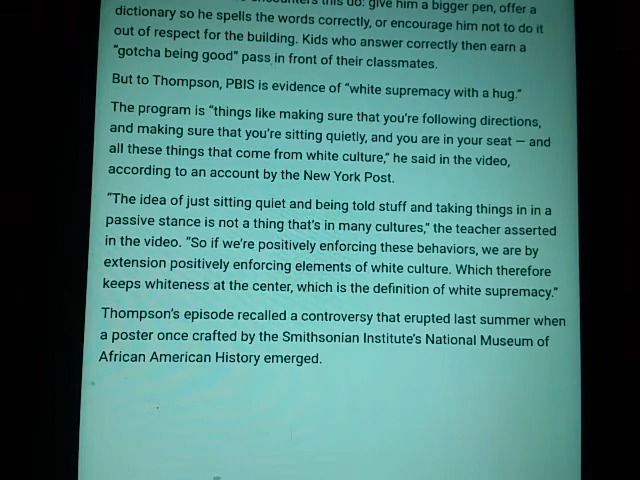 this do: give him a bigger pen, offer a
dictionary so he spells the words correctly, or encourage him not to do it
out of respect for the building. Kids who answer correctly then earn a
“gotcha being good” pass in front of their classmates.
But to Thompson, PBIS is evidence of “white supremacy with a hug.”
The program is “things like making sure that you’re following directions,
and making sure that you’re sitting quietly, and you are in your seat — and
all these things that come from white culture,” he said in the video,
according to an account by the New York Post.
“The idea of just sitting quiet and being told stuff and taking things in in a
passive stance is not a thing that’s in many cultures,” the teacher asserted
in the video. “So if we’re positively enforcing these behaviors, we are by
extension positively enforcing elements of white culture. Which therefore
keeps whiteness at the center, which is the definition of white supremacy.”
Thompson’s episode recalled a controversy that erupted last summer when
a poster once crafted by the Smithsonian Institute’s National Museum of
African American History emerged.